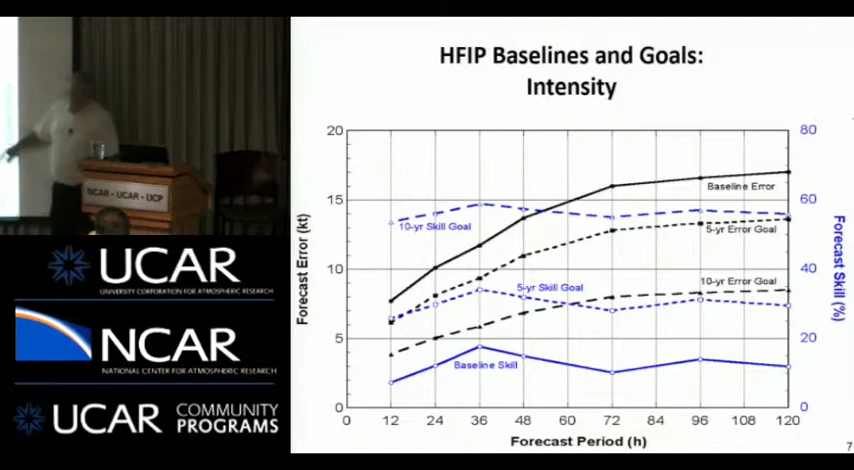 HFIP Baselines and Goals:
Intensity
20
15
10
5
0
Forecast Error (kt)
80
60
40
20
0
Forecast Skill (%)
Baseline Error
10-yr Skill Goal
5-yr Error Goal
10-yr Error Goal
5-yr Skill Goal
Baseline Skill
0 12 24 36 48 60 72 84 96 108 120
Forecast Period (h)
7
NCAR - UCAR - UCP
UCAR
UNIVERSITY CORPORATION FOR ATMOSPHERIC RESEARCH
NCAR
NATIONAL CENTER FOR ATMOSPHERIC RESEARCH
UCAR
COMMUNITY
PROGRAMS